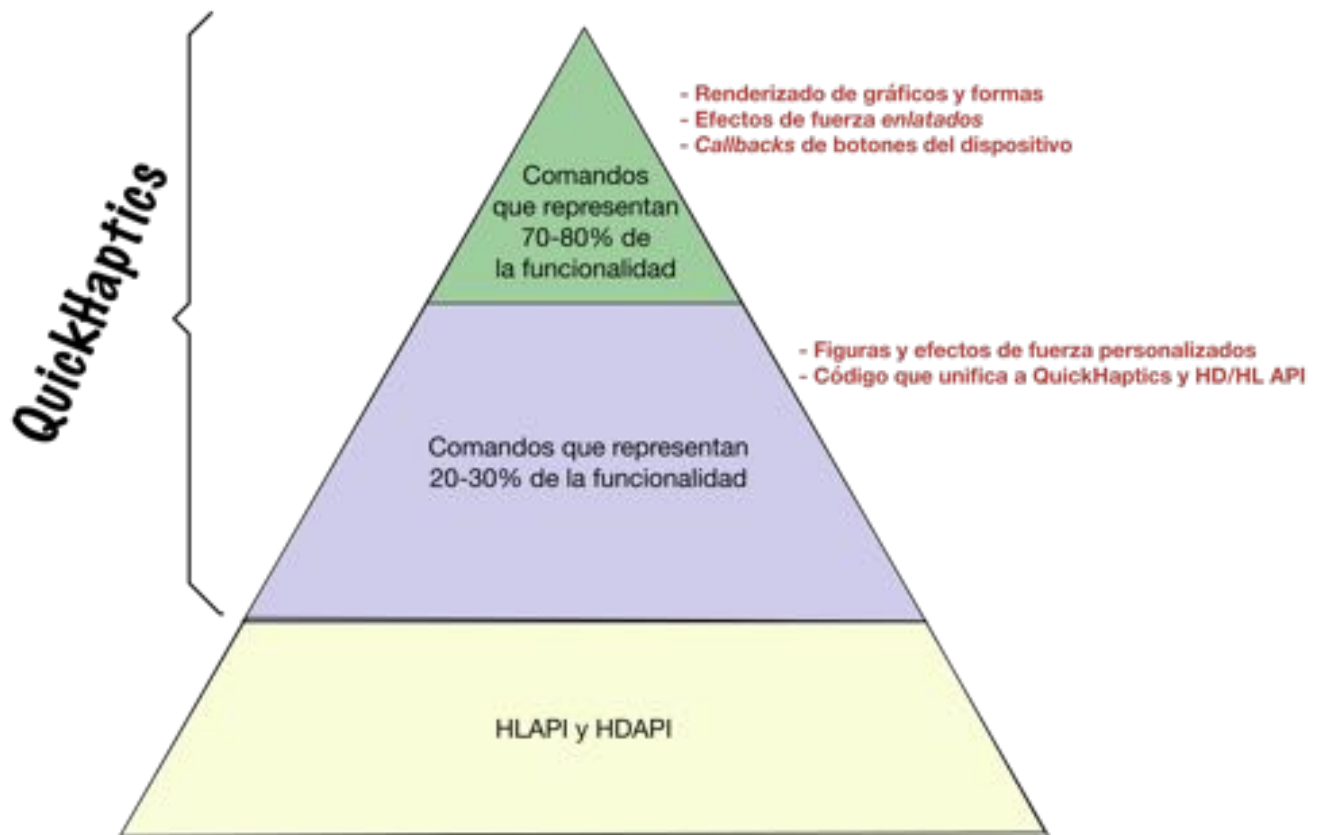 QuickHaptics
- Renderizado de gráficos y formas
- Efectos de fuerza enlatados
- Callbacks de botones del dispositivo
Comandos
que representan
70-80% de
la funcionalidad
- Figuras y efectos de fuerza personalizados
- Código que unifica a QuickHaptics y HD/HL API
Comandos que representan
20-30% de la funcionalidad
HLAPI y HDAPI